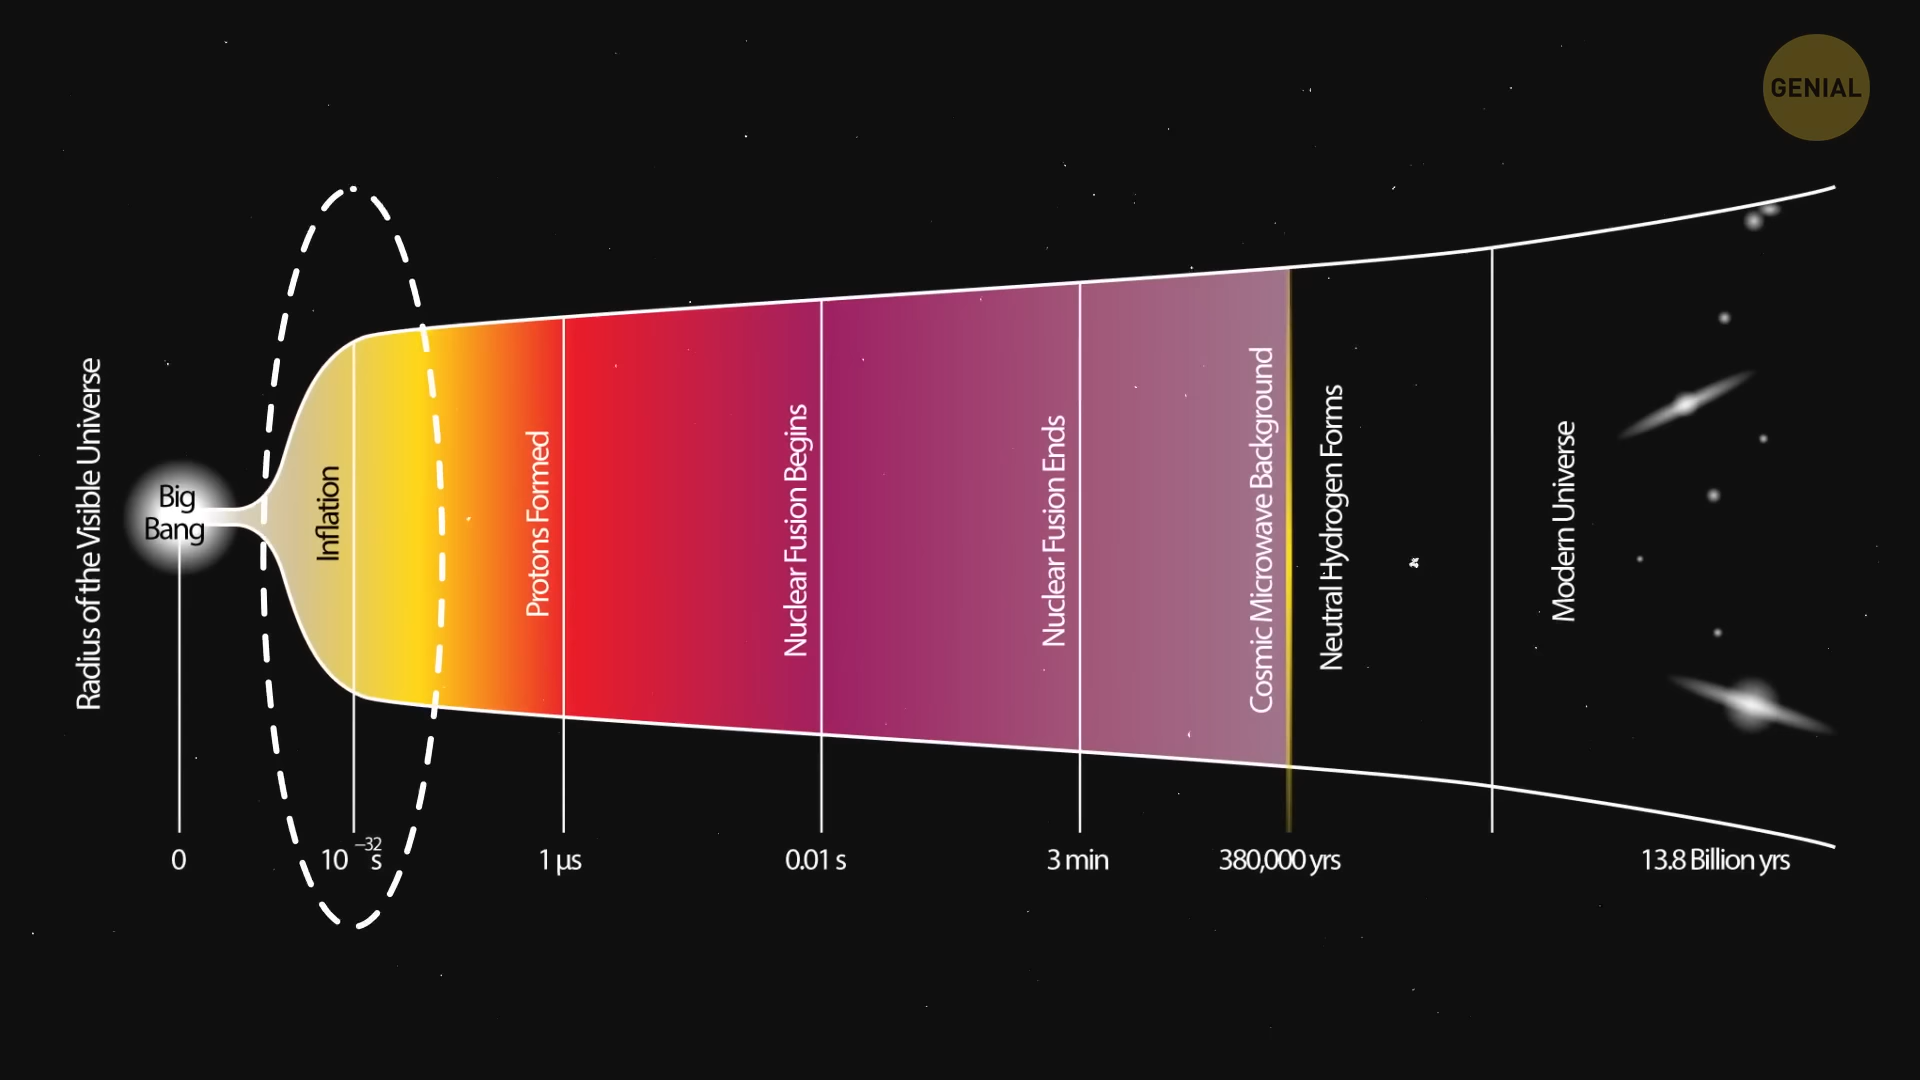 GENIAL
Radius of the Visible Universe
Big
Bang
Inflation
Protons Formed
Nuclear Fusion Begins
Nuclear Fusion Ends
Cosmic Microwave Background
Neutral Hydrogen Forms
Modern Universe
0
10⁻³²s
1 µs
0.01 s
3 min
380,000 yrs
13.8 Billion yrs